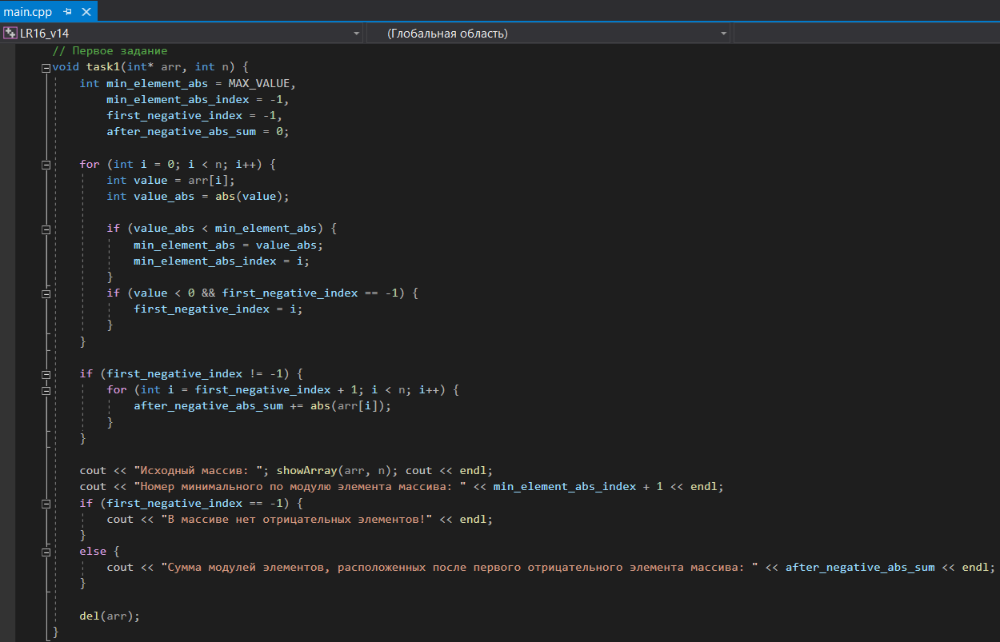 main.cpp
LR16_v14 (Глобальная область)
// Первое задание
void task1(int* arr, int n) {
    int min_element_abs = MAX_VALUE,
        min_element_abs_index = -1,
        first_negative_index = -1,
        after_negative_abs_sum = 0;
    for (int i = 0; i < n; i++) {
        int value = arr[i];
        int value_abs = abs(value);
        if (value_abs < min_element_abs) {
            min_element_abs = value_abs;
            min_element_abs_index = i;
        }
        if (value < 0 && first_negative_index == -1) {
            first_negative_index = i;
        }
    }
    if (first_negative_index != -1) {
        for (int i = first_negative_index + 1; i < n; i++) {
            after_negative_abs_sum += abs(arr[i]);
        }
    }
    cout << "Исходный массив: "; showArray(arr, n); cout << endl;
    cout << "Номер минимального по модулю элемента массива: " << min_element_abs_index + 1 << endl;
    if (first_negative_index == -1) {
        cout << "В массиве нет отрицательных элементов!" << endl;
    }
    else {
        cout << "Сумма модулей элементов, расположенных после первого отрицательного элемента массива: " << after_negative_abs_sum << endl;
    }
    del(arr);
}